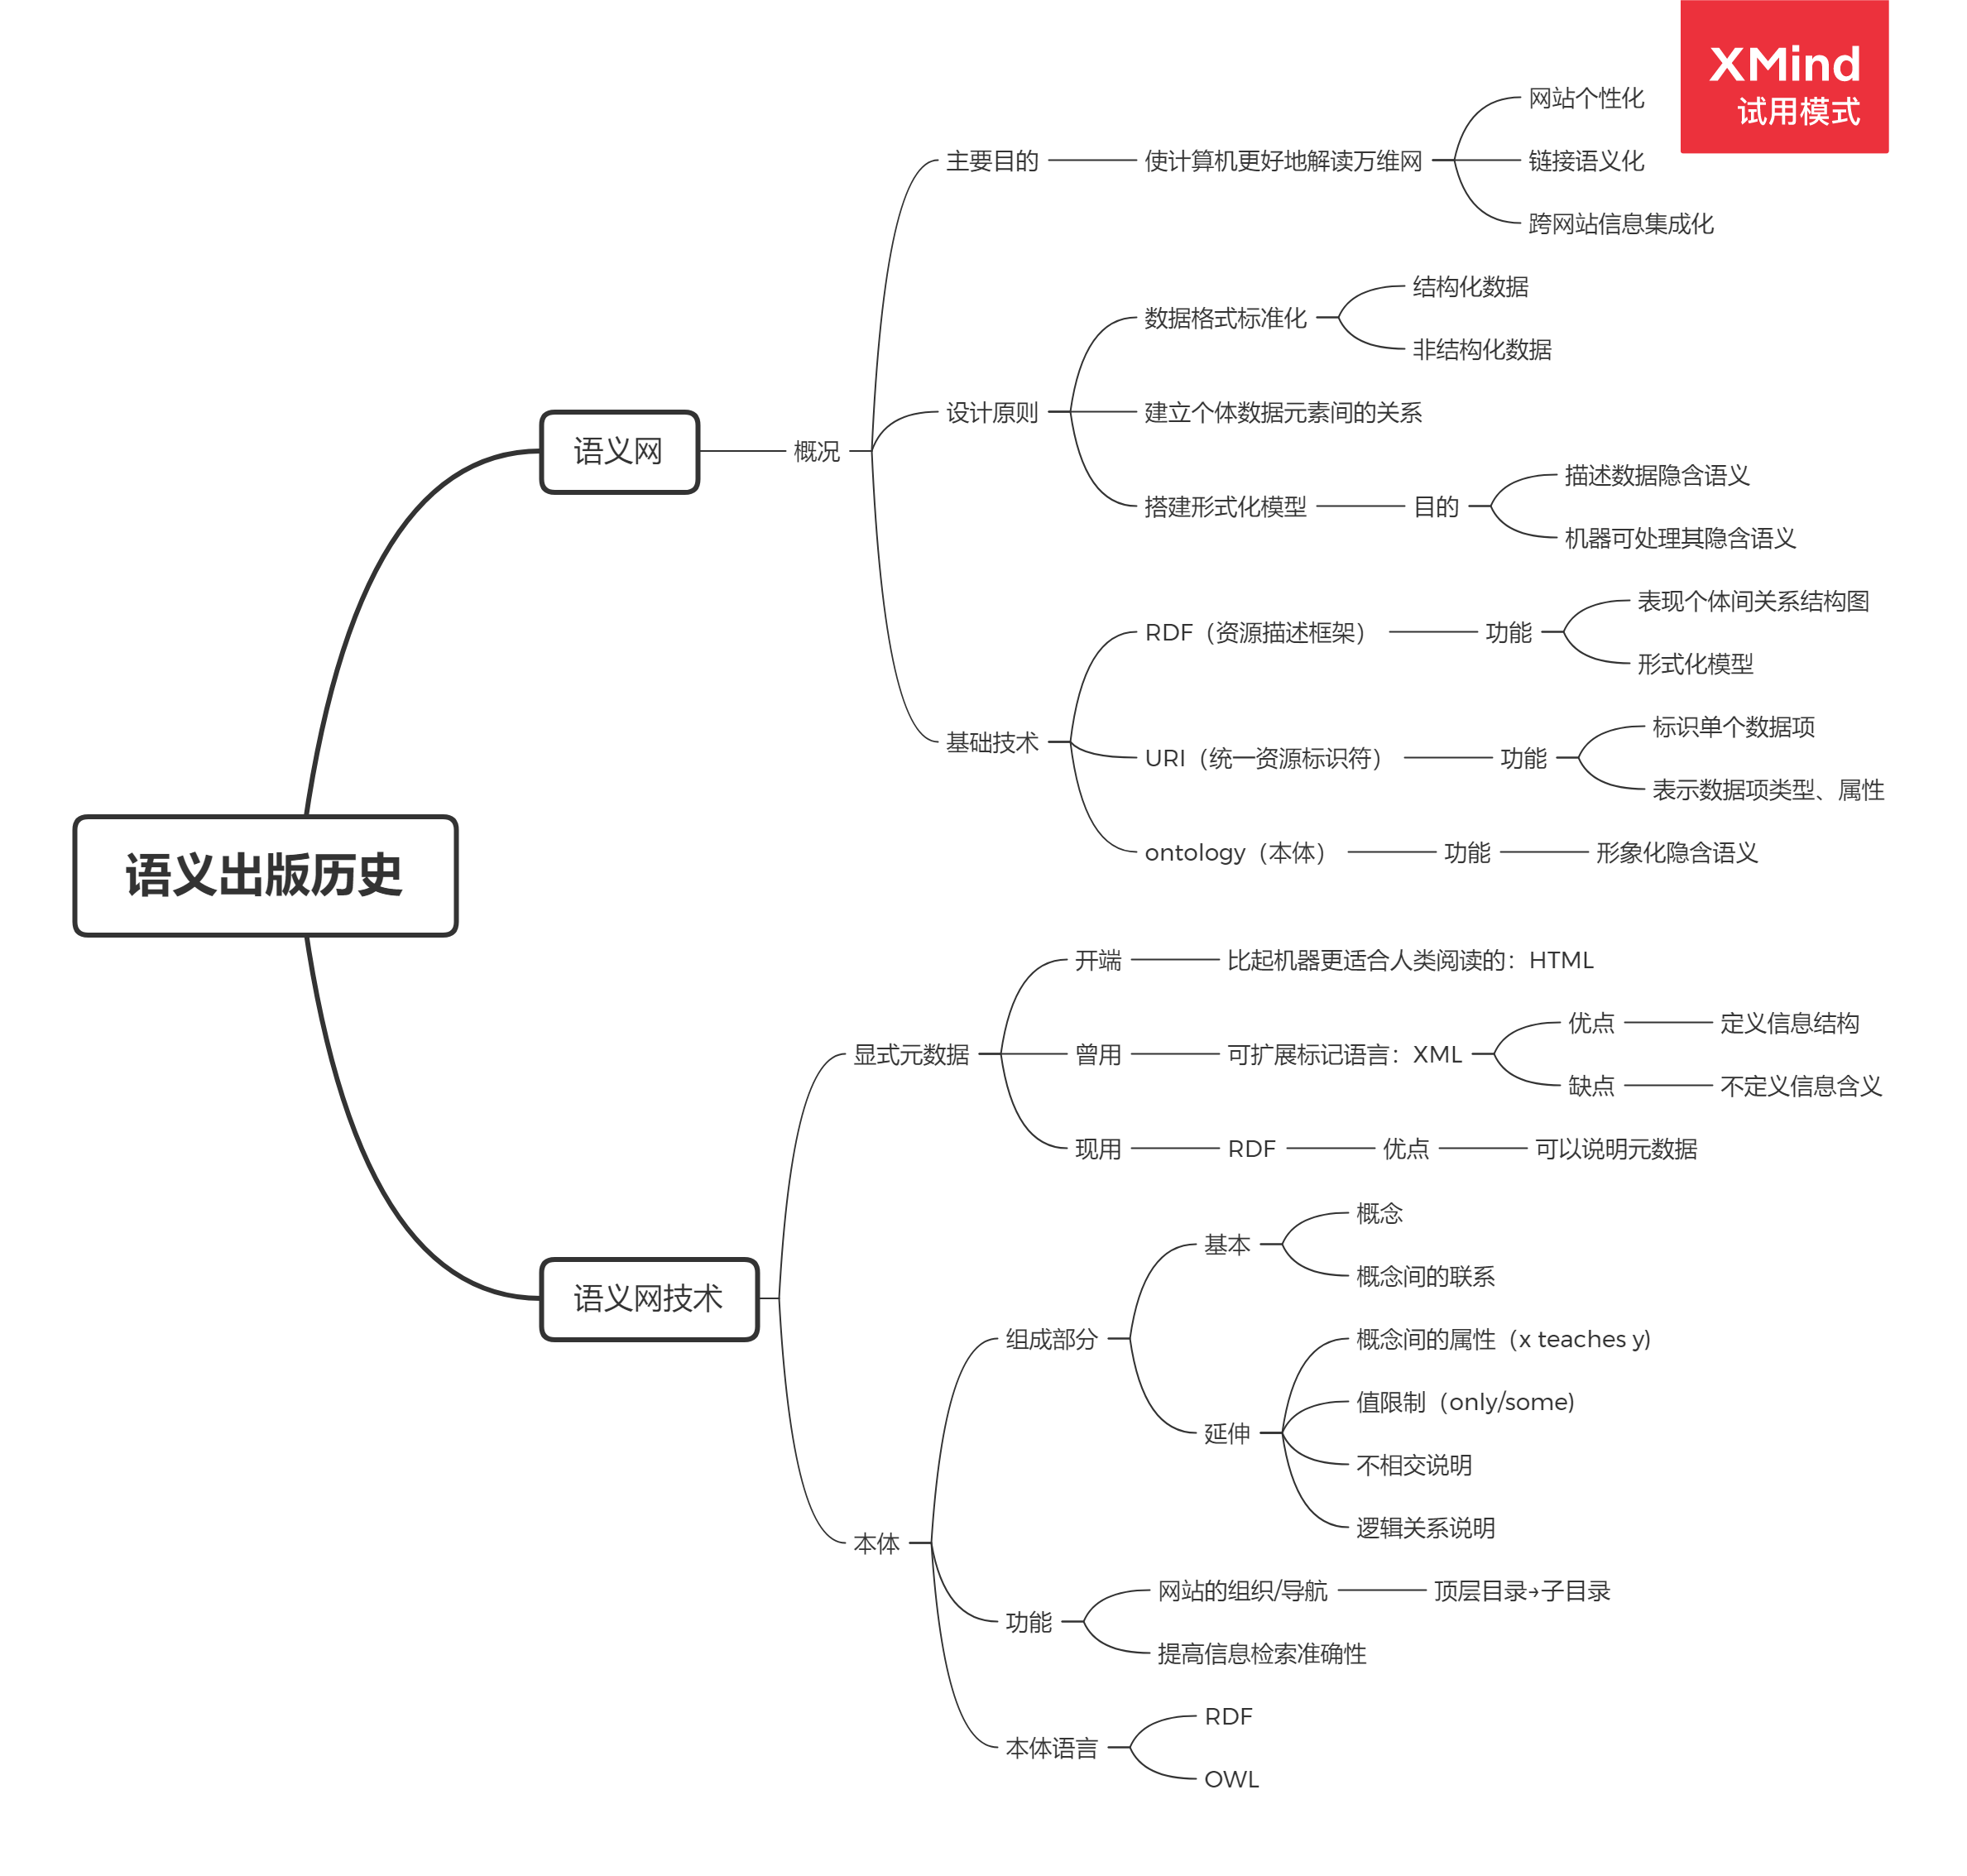 XMind
试用模式
语义出版历史
语义网
概况
主要目的
使计算机更好地解读万维网
网站个性化
链接语义化
跨网站信息集成化
设计原则
数据格式标准化
结构化数据
非结构化数据
建立个体数据元素间的关系
搭建形式化模型
目的
描述数据隐含语义
机器可处理其隐含语义
基础技术
RDF（资源描述框架）
功能
表现个体间关系结构图
形式化模型
URI（统一资源标识符）
功能
标识单个数据项
表示数据项类型、属性
ontology（本体）
功能
形象化隐含语义
语义网技术
显式元数据
开端
比起机器更适合人类阅读的：HTML
曾用
可扩展标记语言：XML
优点
定义信息结构
缺点
不定义信息含义
现用
RDF
优点
可以说明元数据
本体
组成部分
基本
概念
概念间的联系
延伸
概念间的属性（x teaches y)
值限制（only/some)
不相交说明
逻辑关系说明
功能
网站的组织/导航
顶层目录→子目录
提高信息检索准确性
本体语言
RDF
OWL